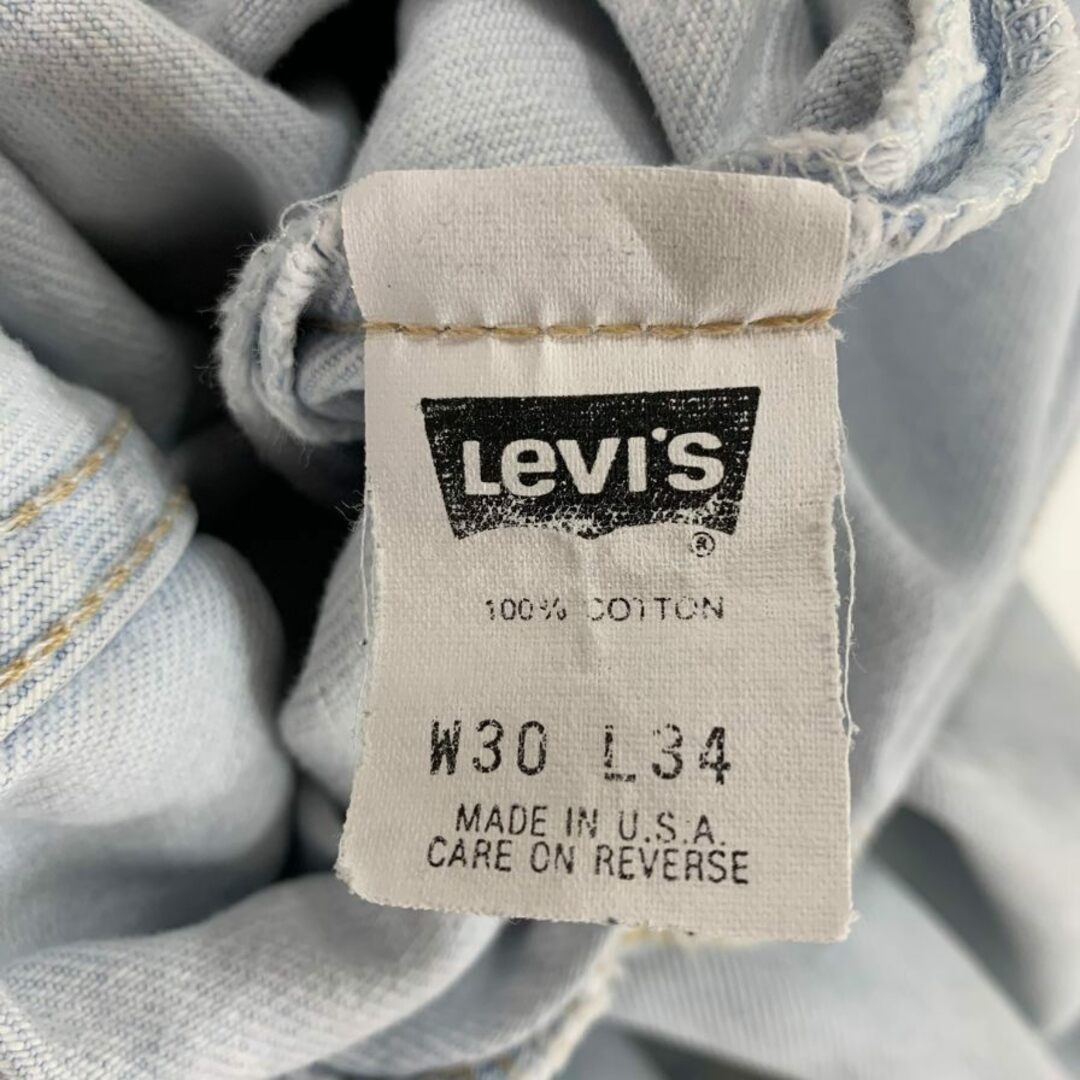 Levi's
®
100% COTTON
W30 L34
MADE IN U.S.A.
CARE ON REVERSE